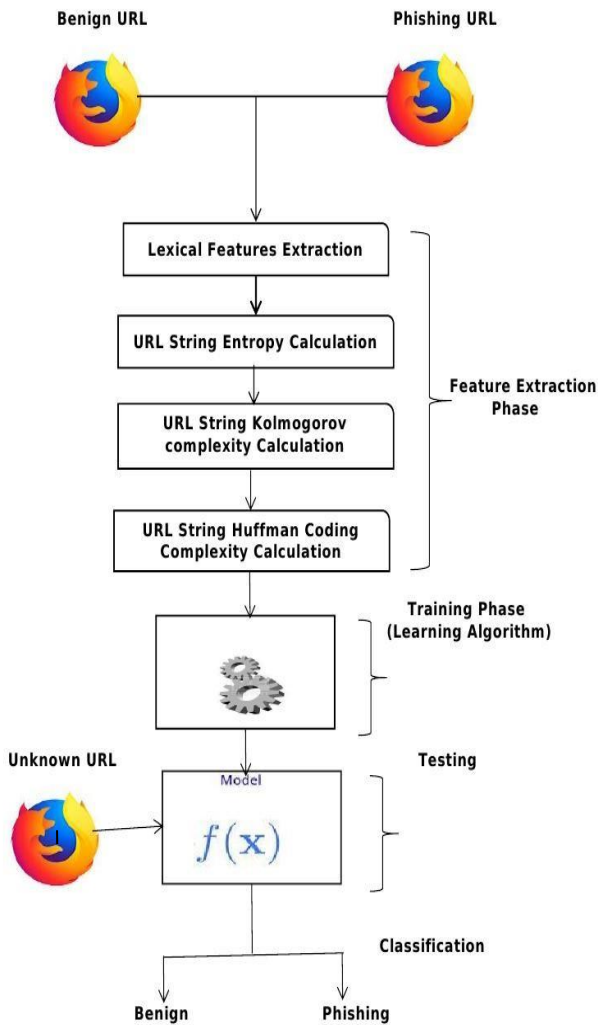 Benign URL
Phishing URL
Lexical Features Extraction
URL String Entropy Calculation
URL String Kolmogorov
complexity Calculation
URL String Huffman Coding
Complexity Calculation
Feature Extraction
Phase
Training Phase
(Learning Algorithm)
Unknown URL
Testing
Model
f(x)
Classification
Benign
Phishing